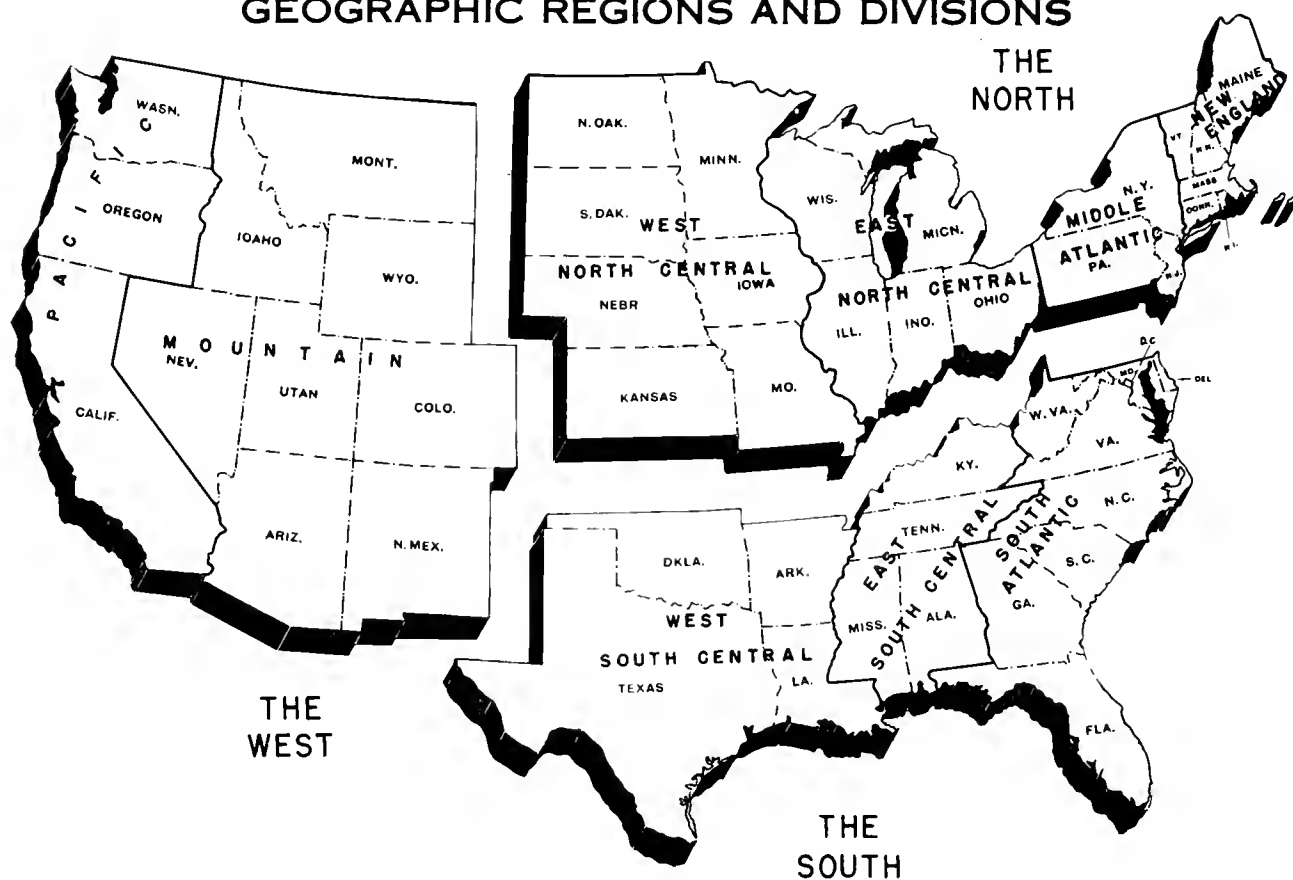 GEOGRAPHIC REGIONS AND DIVISIONS
THE
NORTH
THE
WEST
THE
SOUTH
PACIFIC
WASN.
OREGON
CALIF.
MOUNTAIN
MONT.
IOAHO
WYO.
NEV.
UTAN
COLO.
ARIZ.
N.MEX.
WEST
NORTH CENTRAL
N.OAK.
S.DAK.
MINN.
NEBR
IOWA
KANSAS
MO.
EAST
NORTH CENTRAL
WIS.
MICN.
ILL.
INO.
OHIO
MIDDLE
ATLANTIC
N.Y.
PA.
N.J.
NEW
ENGLAND
MAINE
VT
N.N.
MASS
CONN.
R.I.
WEST
SOUTH CENTRAL
DKLA.
ARK.
TEXAS
LA.
EAST
SOUTH CENTRAL
KY.
TENN.
MISS.
ALA.
SOUTH
ATLANTIC
D.C
MD.
DEL
W.VA.
VA.
N.C.
S.C.
GA.
FLA.